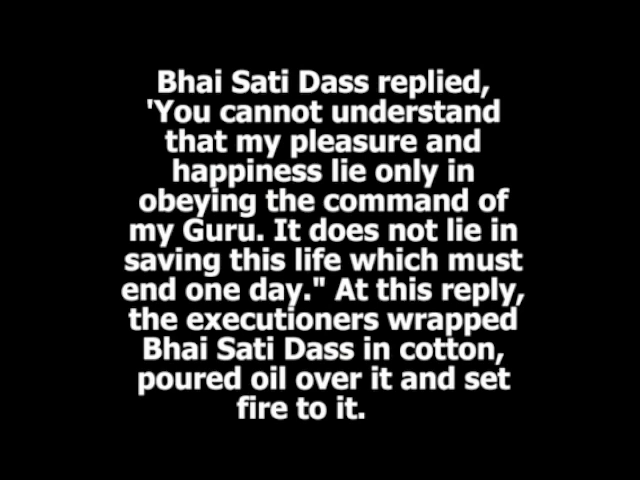 Bhai Sati Dass replied,
'You cannot understand
that my pleasure and
happiness lie only in
obeying the command of
my Guru. It does not lie in
saving this life which must
end one day." At this reply,
the executioners wrapped
Bhai Sati Dass in cotton,
poured oil over it and set
fire to it.